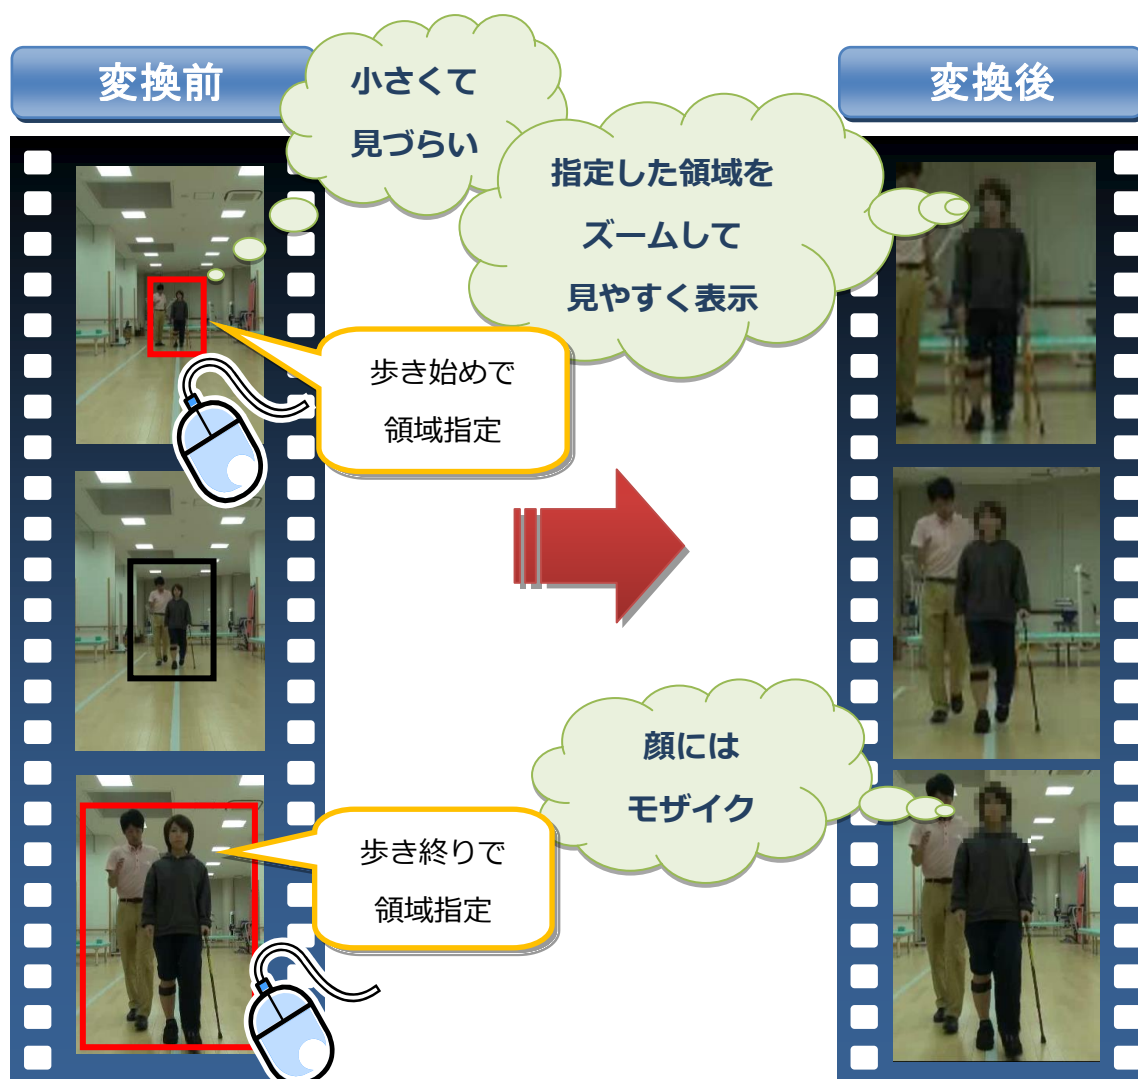 変換前
小さくて
見づらい
変換後
指定した領域を
ズームして
見やすく表示
歩き始めで
領域指定
顔には
モザイク
歩き終りで
領域指定